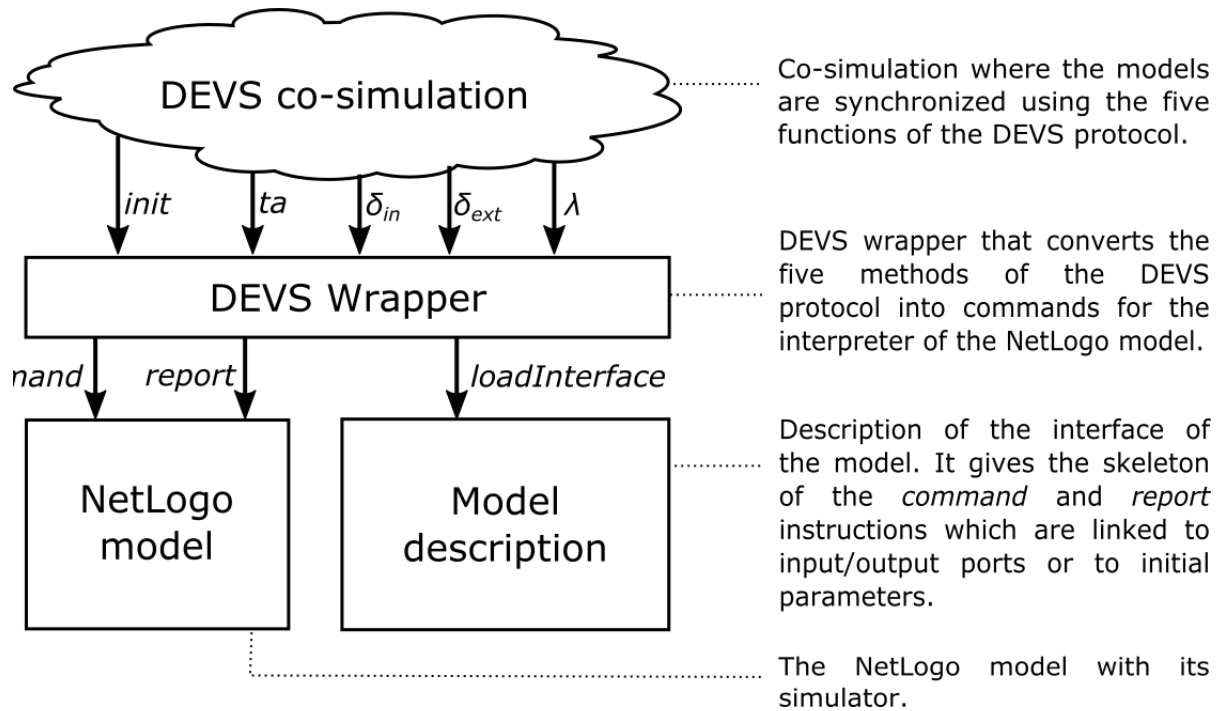 DEVS co-simulation
Co-simulation where the models
are synchronized using the five
functions of the DEVS protocol.
init
ta
δin
δext
λ
DEVS Wrapper
DEVS wrapper that converts the
five methods of the DEVS
protocol into commands for the
interpreter of the NetLogo model.
mand
report
loadInterface
NetLogo
model
Model
description
Description of the interface of
the model. It gives the skeleton
of the command and report
instructions which are linked to
input/output ports or to initial
parameters.
The NetLogo model with its
simulator.